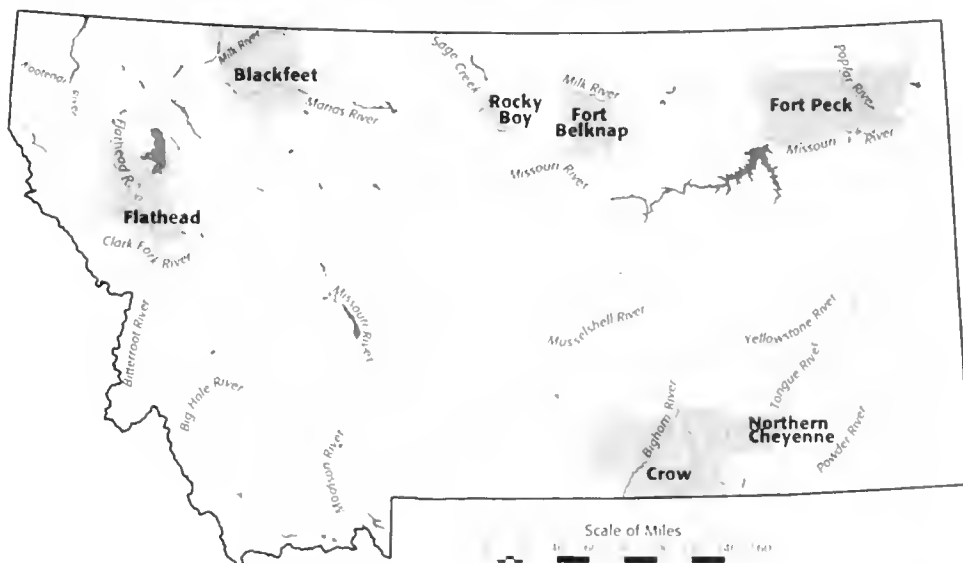 Milk River
Blackfeet
Marias River
Sage Creek
Rocky
Boy
Milk River
Fort
Belknap
Poplar River
Fort Peck
Missouri River
Missouri River
Kootenai
Flathead
Flathead
Clark Fork River
Bitterroot River
Big Hole River
Missouri River
Madison River
Musselshell River
Yellowstone River
Tongue River
Bighorn River
Northern
Cheyenne
Powder River
Crow
Scale of Miles